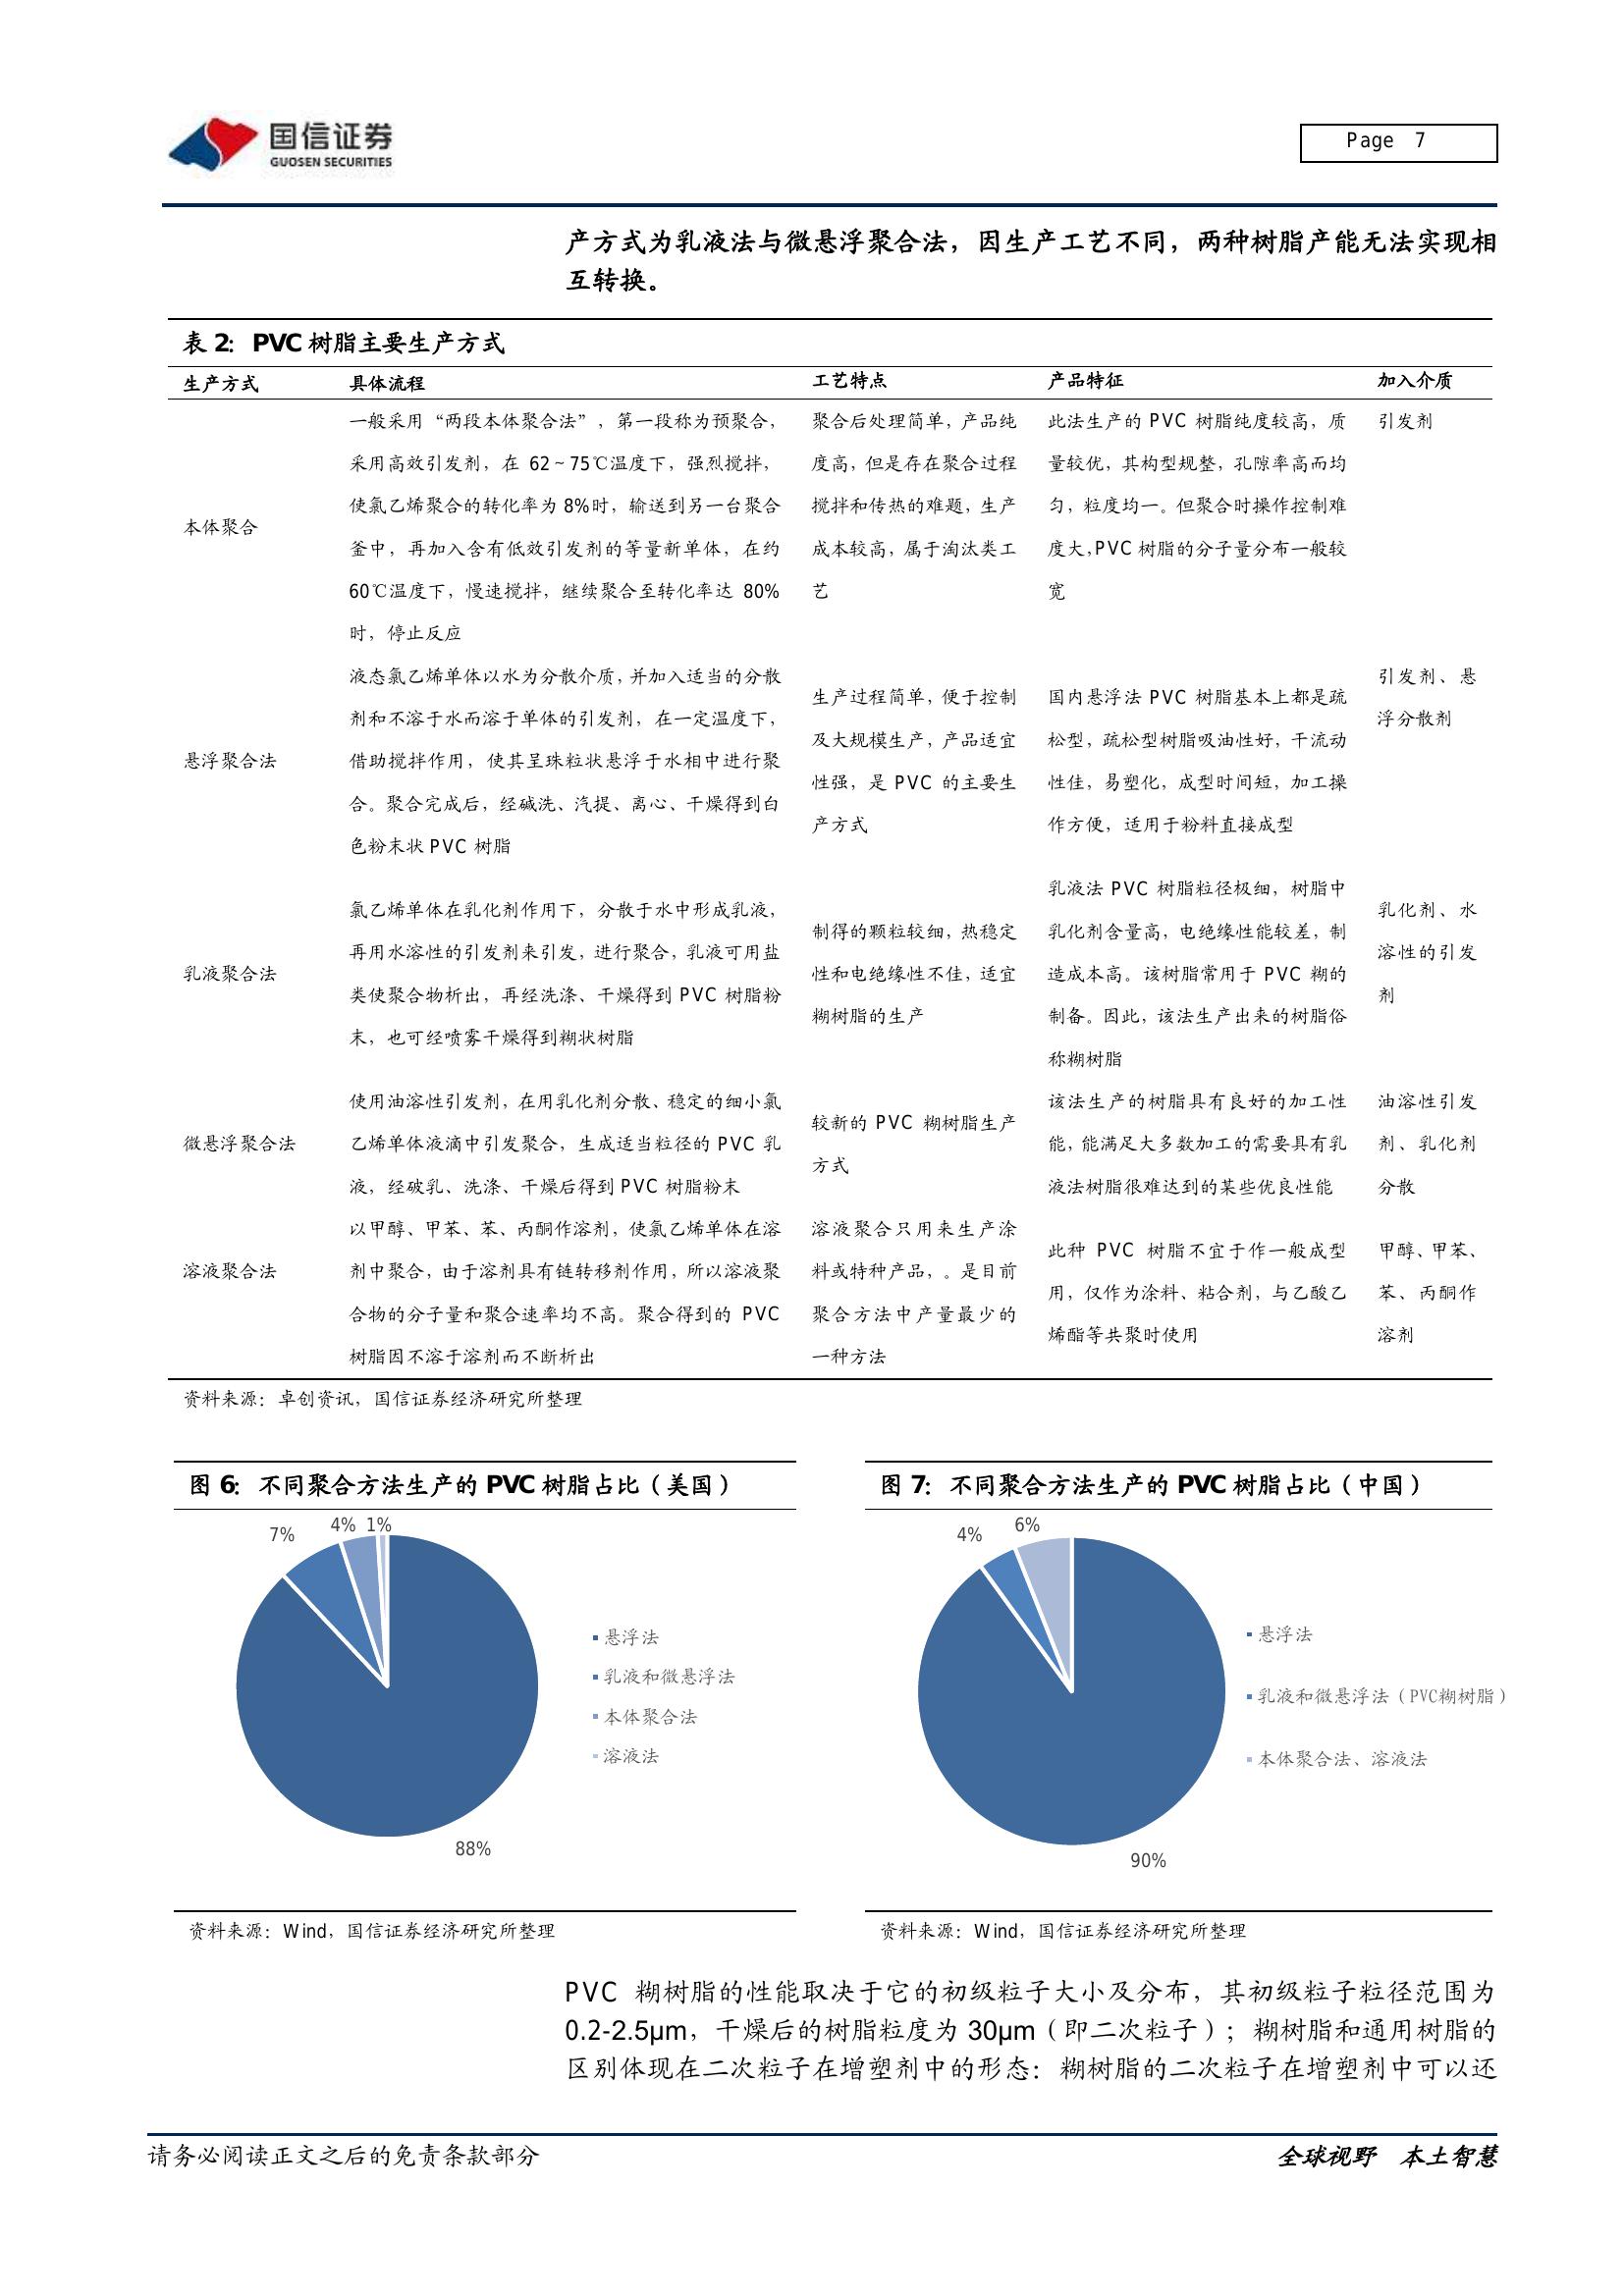 国信证券
GUOSEN SECURITIES
Page 7
产方式为乳液法与微悬浮聚合法，因生产工艺不同，两种树脂产能无法实现相
互转换。
表 2：PVC 树脂主要生产方式
生产方式 具体流程 工艺特点 产品特征 加入介质
本体聚合
一般采用“两段本体聚合法”，第一段称为预聚合，
采用高效引发剂，在 62~75℃温度下，强烈搅拌，
使氯乙烯聚合的转化率为 8%时，输送到另一台聚合
釜中，再加入含有低效引发剂的等量新单体，在约
60℃温度下，慢速搅拌，继续聚合至转化率达 80%
时，停止反应
聚合后处理简单，产品纯
度高，但是存在聚合过程
搅拌和传热的难题，生产
成本较高，属于淘汰类工
艺
此法生产的 PVC 树脂纯度较高，质
量较优，其构型规整，孔隙率高而均
匀，粒度均一。但聚合时操作控制难
度大，PVC 树脂的分子量分布一般较
宽
引发剂
悬浮聚合法
液态氯乙烯单体以水为分散介质，并加入适当的分散
剂和不溶于水而溶于单体的引发剂，在一定温度下，
借助搅拌作用，使其呈珠粒状悬浮于水相中进行聚
合。聚合完成后，经碱洗、汽提、离心、干燥得到白
色粉末状 PVC 树脂
生产过程简单，便于控制
及大规模生产，产品适宜
性强，是 PVC 的主要生
产方式
国内悬浮法 PVC 树脂基本上都是疏
松型，疏松型树脂吸油性好，干流动
性佳，易塑化，成型时间短，加工操
作方便，适用于粉料直接成型
引发剂、悬
浮分散剂
乳液聚合法
氯乙烯单体在乳化剂作用下，分散于水中形成乳液，
再用水溶性的引发剂来引发，进行聚合，乳液可用盐
类使聚合物析出，再经洗涤、干燥得到 PVC 树脂粉
末，也可经喷雾干燥得到糊状树脂
制得的颗粒较细，热稳定
性和电绝缘性不佳，适宜
糊树脂的生产
乳液法 PVC 树脂粒径极细，树脂中
乳化剂含量高，电绝缘性能较差，制
造成本高。该树脂常用于 PVC 糊的
制备。因此，该法生产出来的树脂俗
称糊树脂
乳化剂、水
溶性的引发
剂
微悬浮聚合法
使用油溶性引发剂，在用乳化剂分散、稳定的细小氯
乙烯单体液滴中引发聚合，生成适当粒径的 PVC 乳
液，经破乳、洗涤、干燥后得到 PVC 树脂粉末
较新的 PVC 糊树脂生产
方式
该法生产的树脂具有良好的加工性
能，能满足大多数加工的需要具有乳
液法树脂很难达到的某些优良性能
油溶性引发
剂、乳化剂
分散
溶液聚合法
以甲醇、甲苯、苯、丙酮作溶剂，使氯乙烯单体在溶
剂中聚合，由于溶剂具有链转移剂作用，所以溶液聚
合物的分子量和聚合速率均不高。聚合得到的 PVC
树脂因不溶于溶剂而不断析出
溶液聚合只用来生产涂
料或特种产品，。是目前
聚合方法中产量最少的
一种方法
此种 PVC 树脂不宜于作一般成型
用，仅作为涂料、粘合剂，与乙酸乙
烯酯等共聚时使用
甲醇、甲苯、
苯、丙酮作
溶剂
资料来源：卓创资讯，国信证券经济研究所整理
图 6：不同聚合方法生产的 PVC 树脂占比（美国）
7%
4%
1%
88%
悬浮法
乳液和微悬浮法
本体聚合法
溶液法
资料来源：Wind，国信证券经济研究所整理
图 7：不同聚合方法生产的 PVC 树脂占比（中国）
4%
6%
90%
悬浮法
乳液和微悬浮法（PVC糊树脂）
本体聚合法、溶液法
资料来源：Wind，国信证券经济研究所整理
PVC 糊树脂的性能取决于它的初级粒子大小及分布，其初级粒子粒径范围为
0.2-2.5μm，干燥后的树脂粒度为 30μm（即二次粒子）；糊树脂和通用树脂的
区别体现在二次粒子在增塑剂中的形态：糊树脂的二次粒子在增塑剂中可以还
请务必阅读正文之后的免责条款部分
全球视野 本土智慧